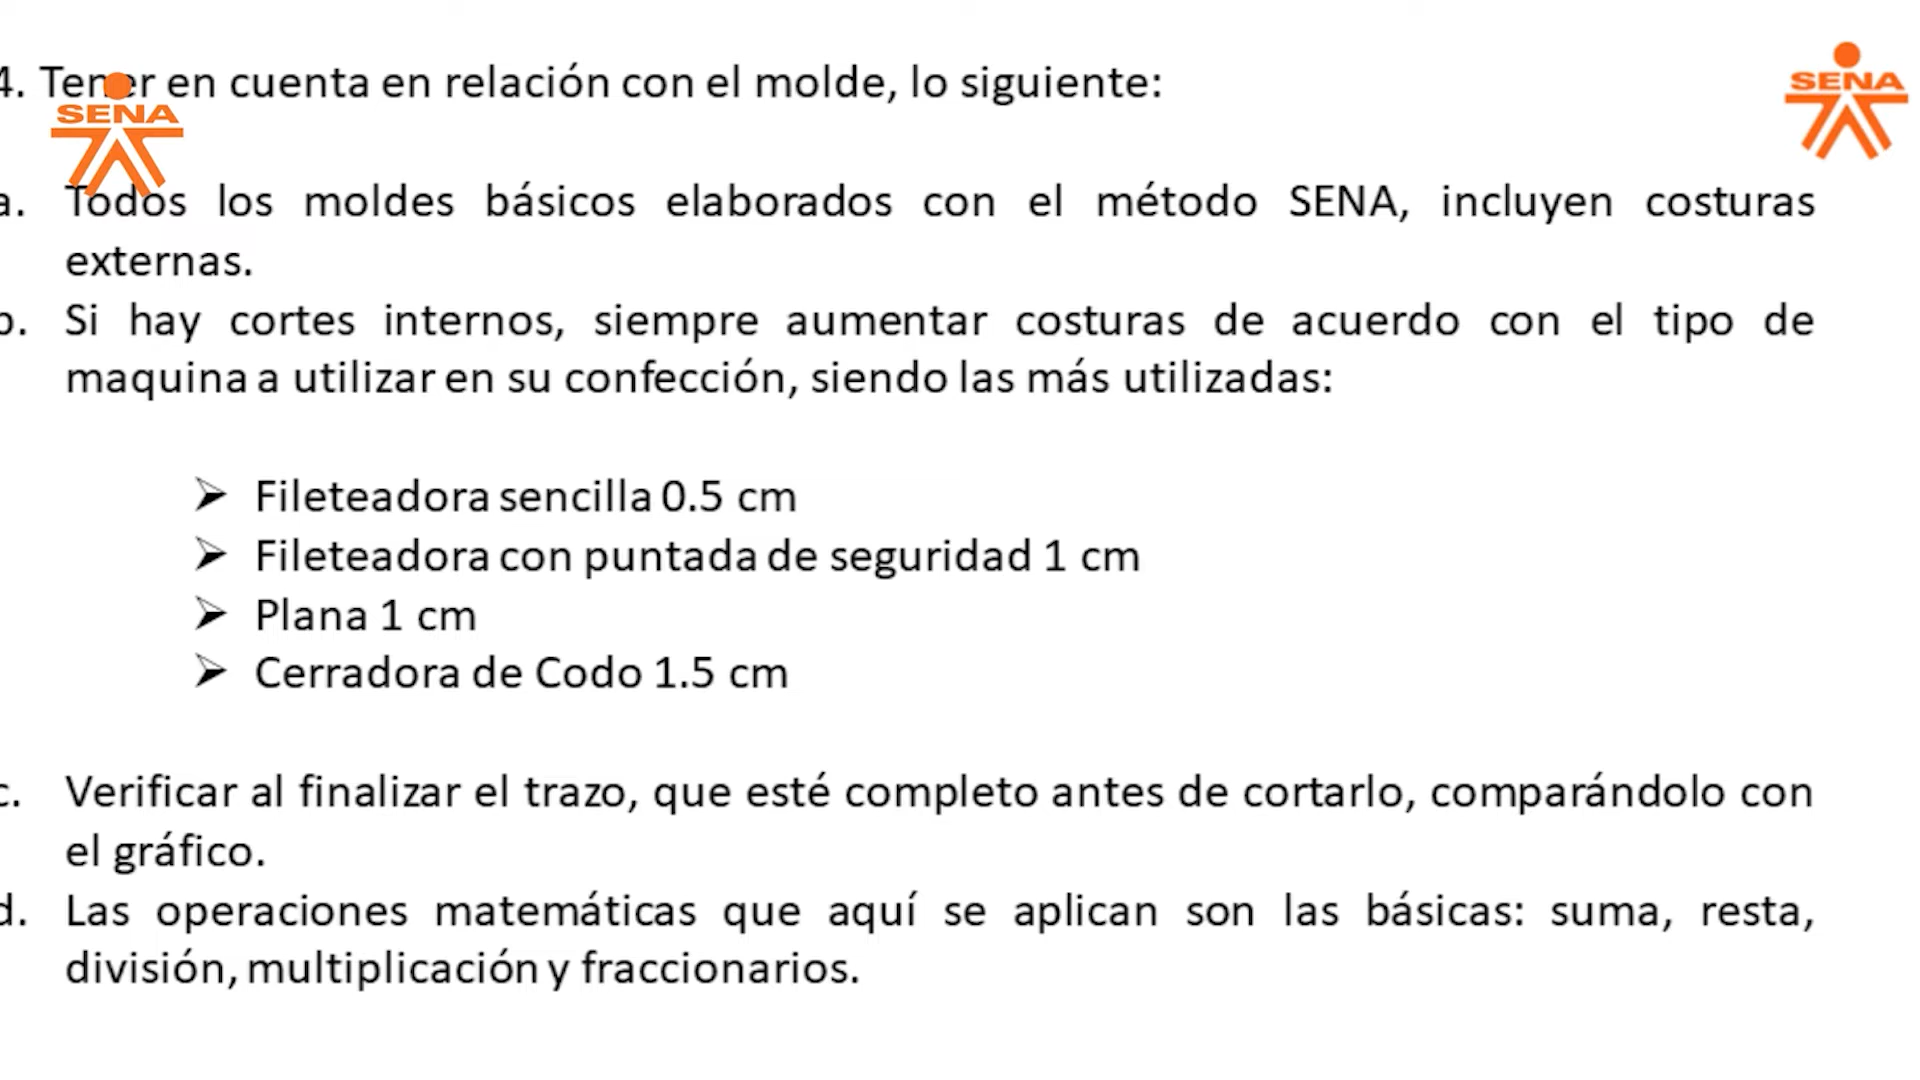 4. Tener en cuenta en relación con el molde, lo siguiente:
SENA
SENA
a. Todos los moldes básicos elaborados con el método SENA, incluyen costuras
externas.
b. Si hay cortes internos, siempre aumentar costuras de acuerdo con el tipo de
maquina a utilizar en su confección, siendo las más utilizadas:
➢ Fileteadora sencilla 0.5 cm
➢ Fileteadora con puntada de seguridad 1 cm
➢ Plana 1 cm
➢ Cerradora de Codo 1.5 cm
c. Verificar al finalizar el trazo, que esté completo antes de cortarlo, comparándolo con
el gráfico.
d. Las operaciones matemáticas que aquí se aplican son las básicas: suma, resta,
división, multiplicación y fraccionarios.